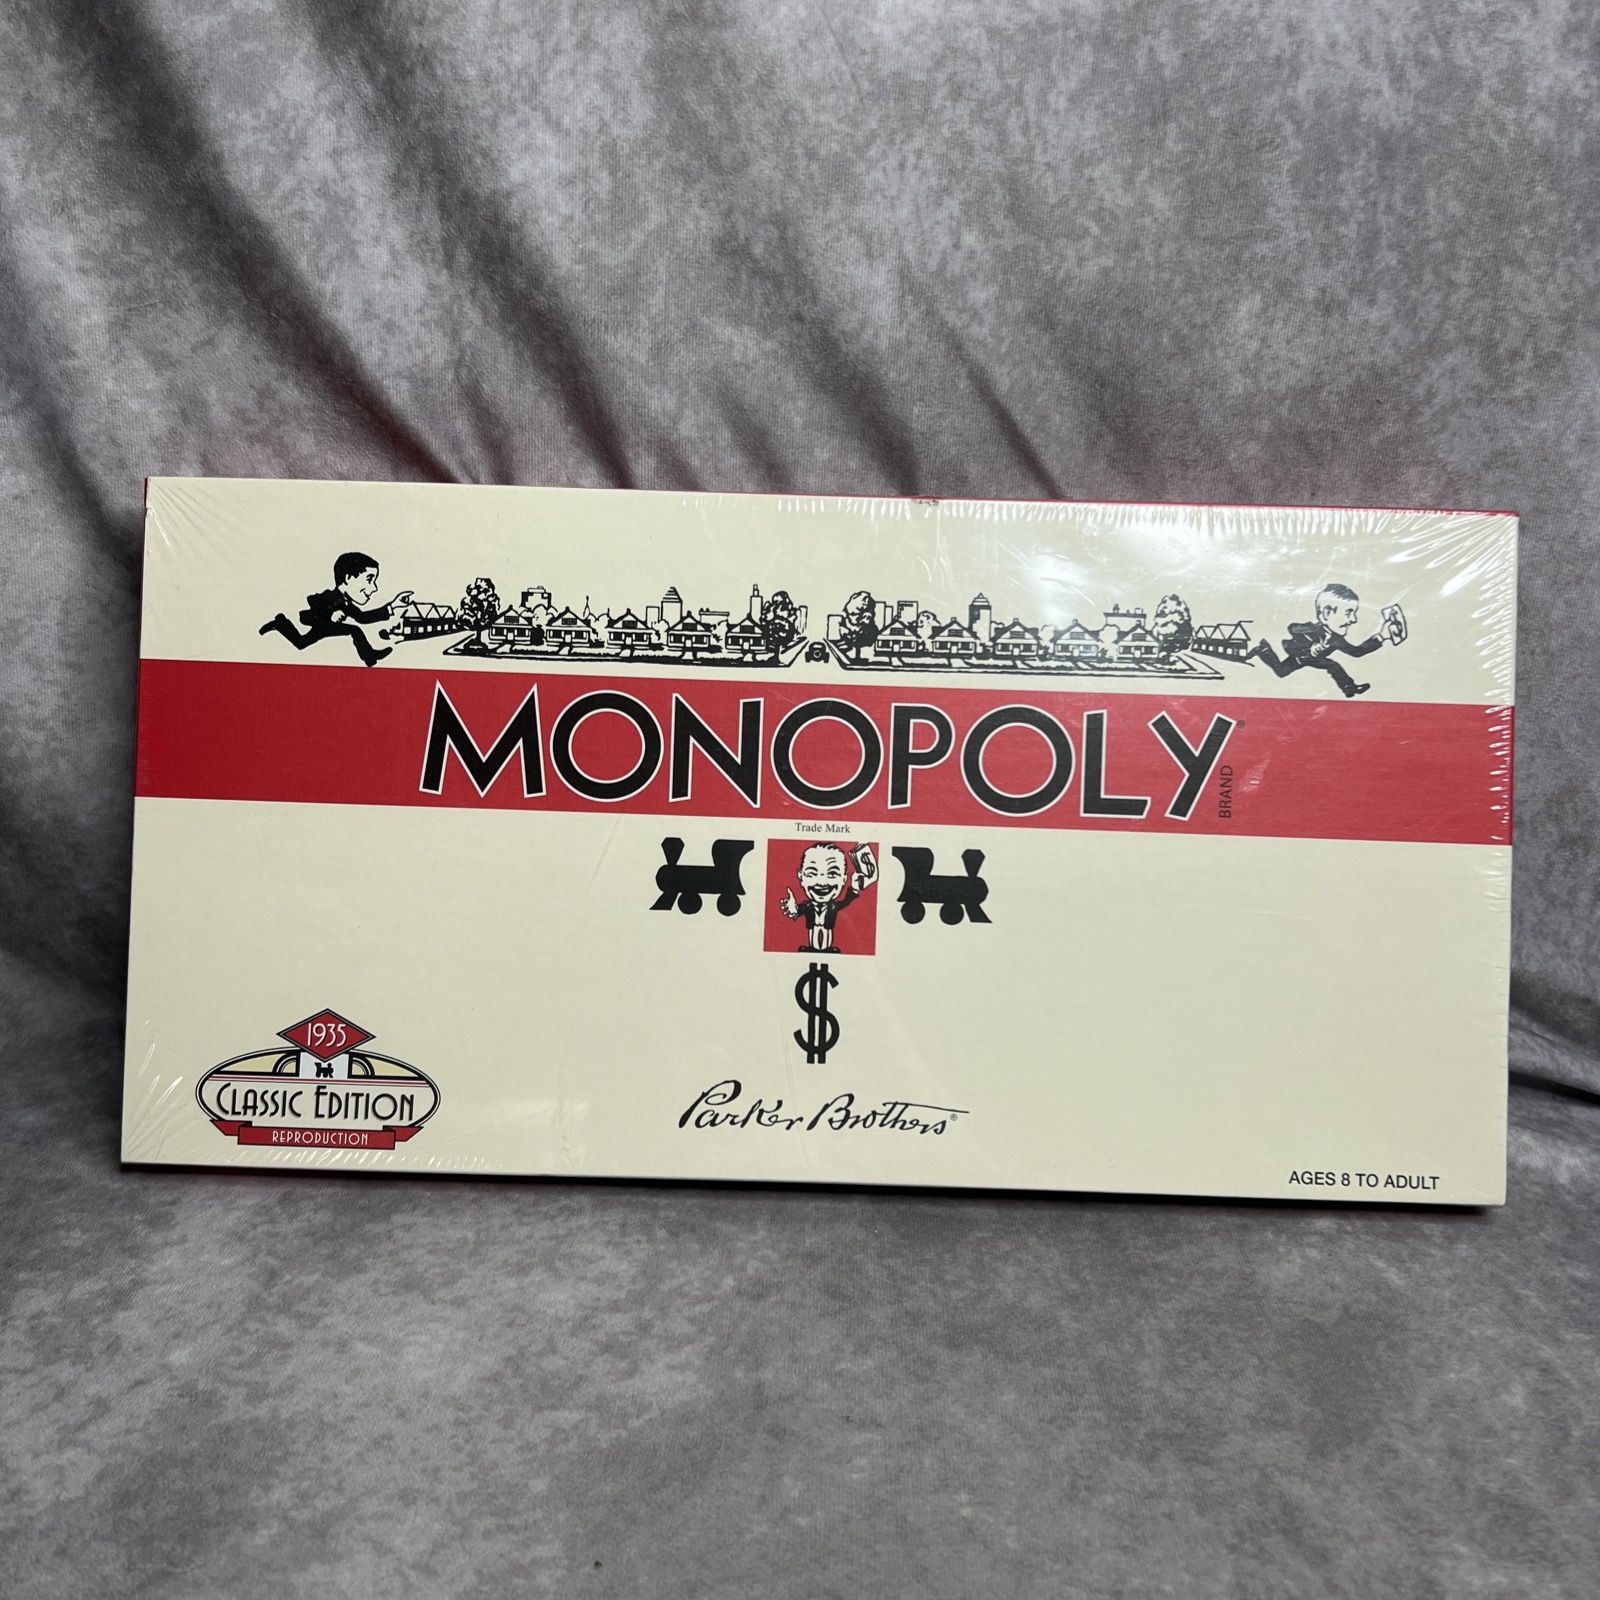 MONOPOLY®
BRAND
Trade Mark
$
$
1935
CLASSIC EDITION
REPRODUCTION
Parker Brothers®
AGES 8 TO ADULT